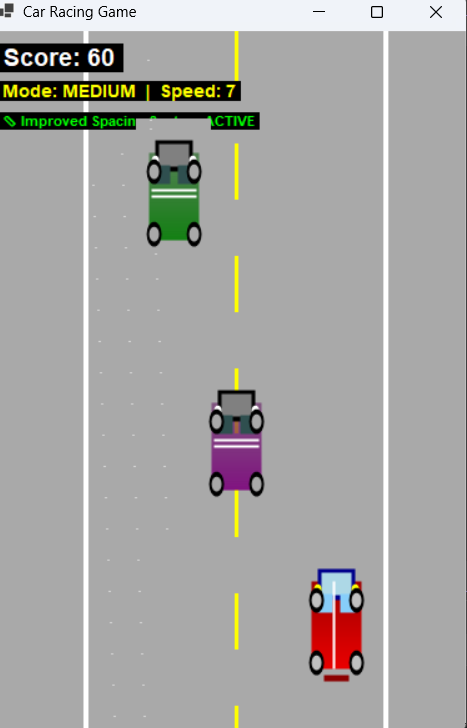 Car Racing Game
Score: 60
Mode: MEDIUM | Speed: 7
Improved Spacin ACTIVE